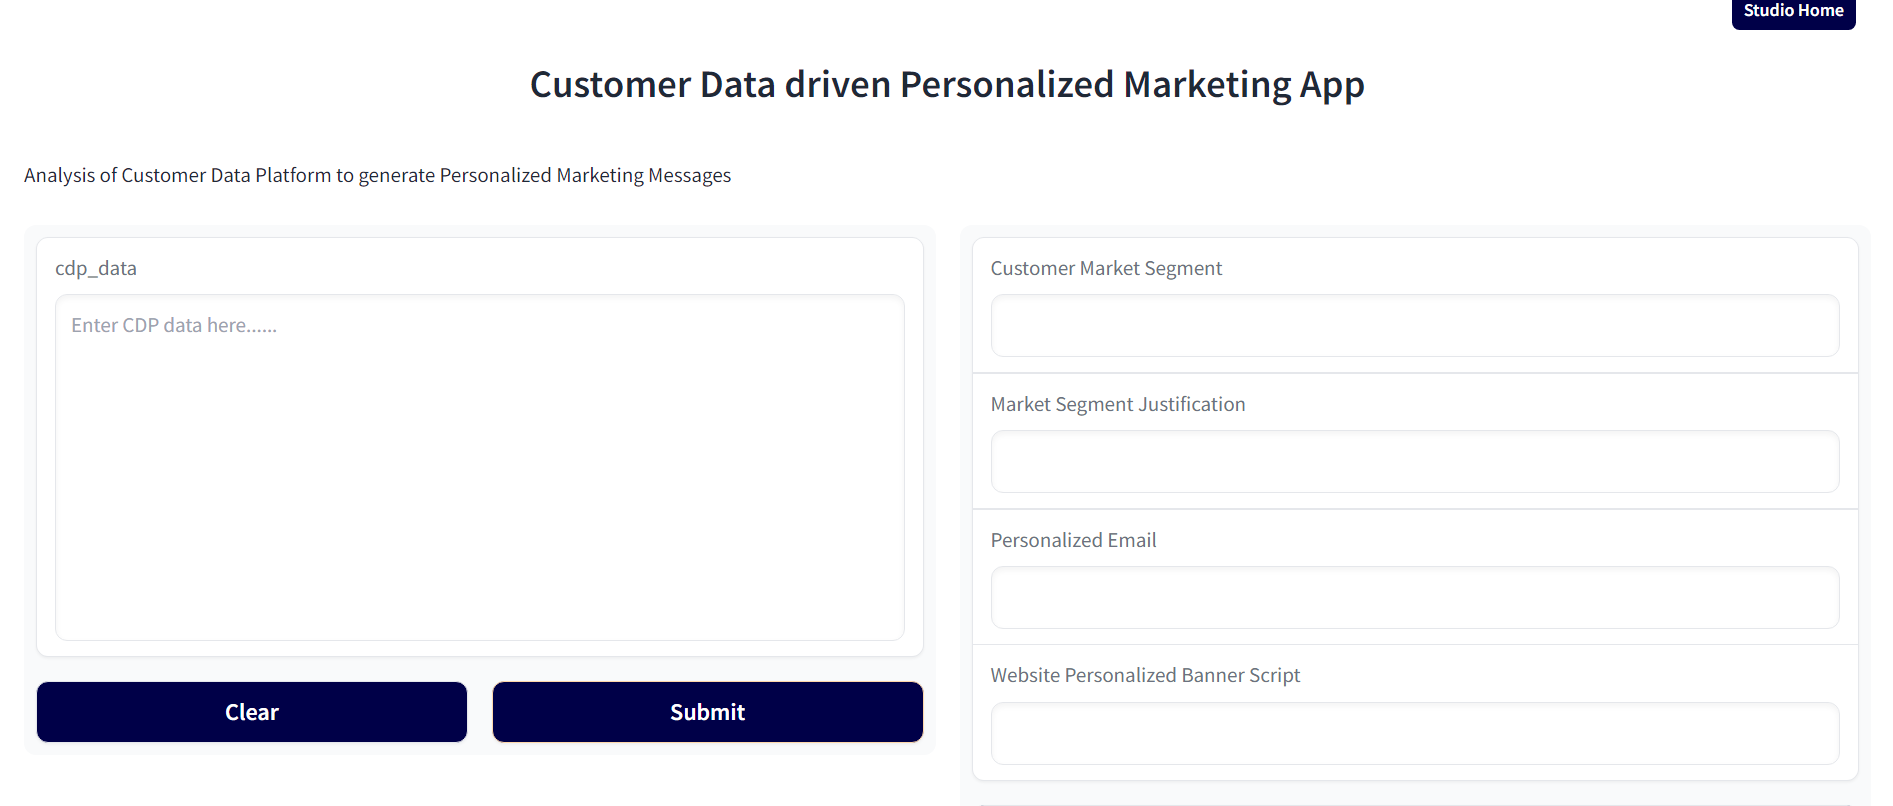 Studio Home
Customer Data driven Personalized Marketing App
Analysis of Customer Data Platform to generate Personalized Marketing Messages
cdp_data
Enter CDP data here......
Clear
Submit
Customer Market Segment
Market Segment Justification
Personalized Email
Website Personalized Banner Script